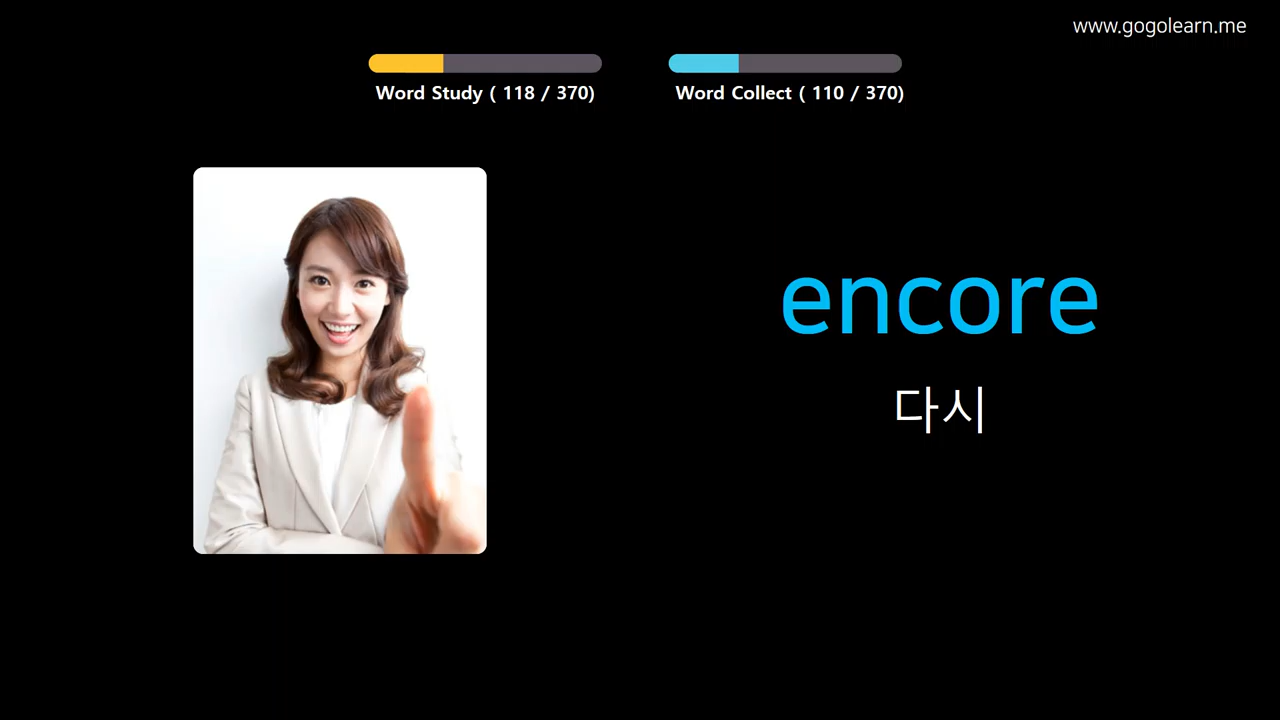 www.gogolearn.me
Word Study ( 118 / 370)
Word Collect ( 110 / 370)
encore
다시